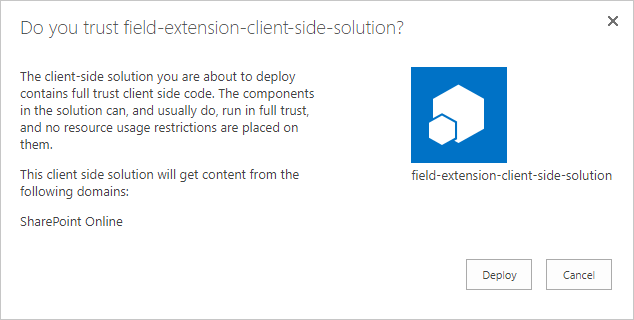 Do you trust field-extension-client-side-solution?
The client-side solution you are about to deploy
contains full trust client side code. The components
in the solution can, and usually do, run in full trust,
and no resource usage restrictions are placed on
them.
This client side solution will get content from the
following domains:
SharePoint Online
field-extension-client-side-solution
Deploy
Cancel